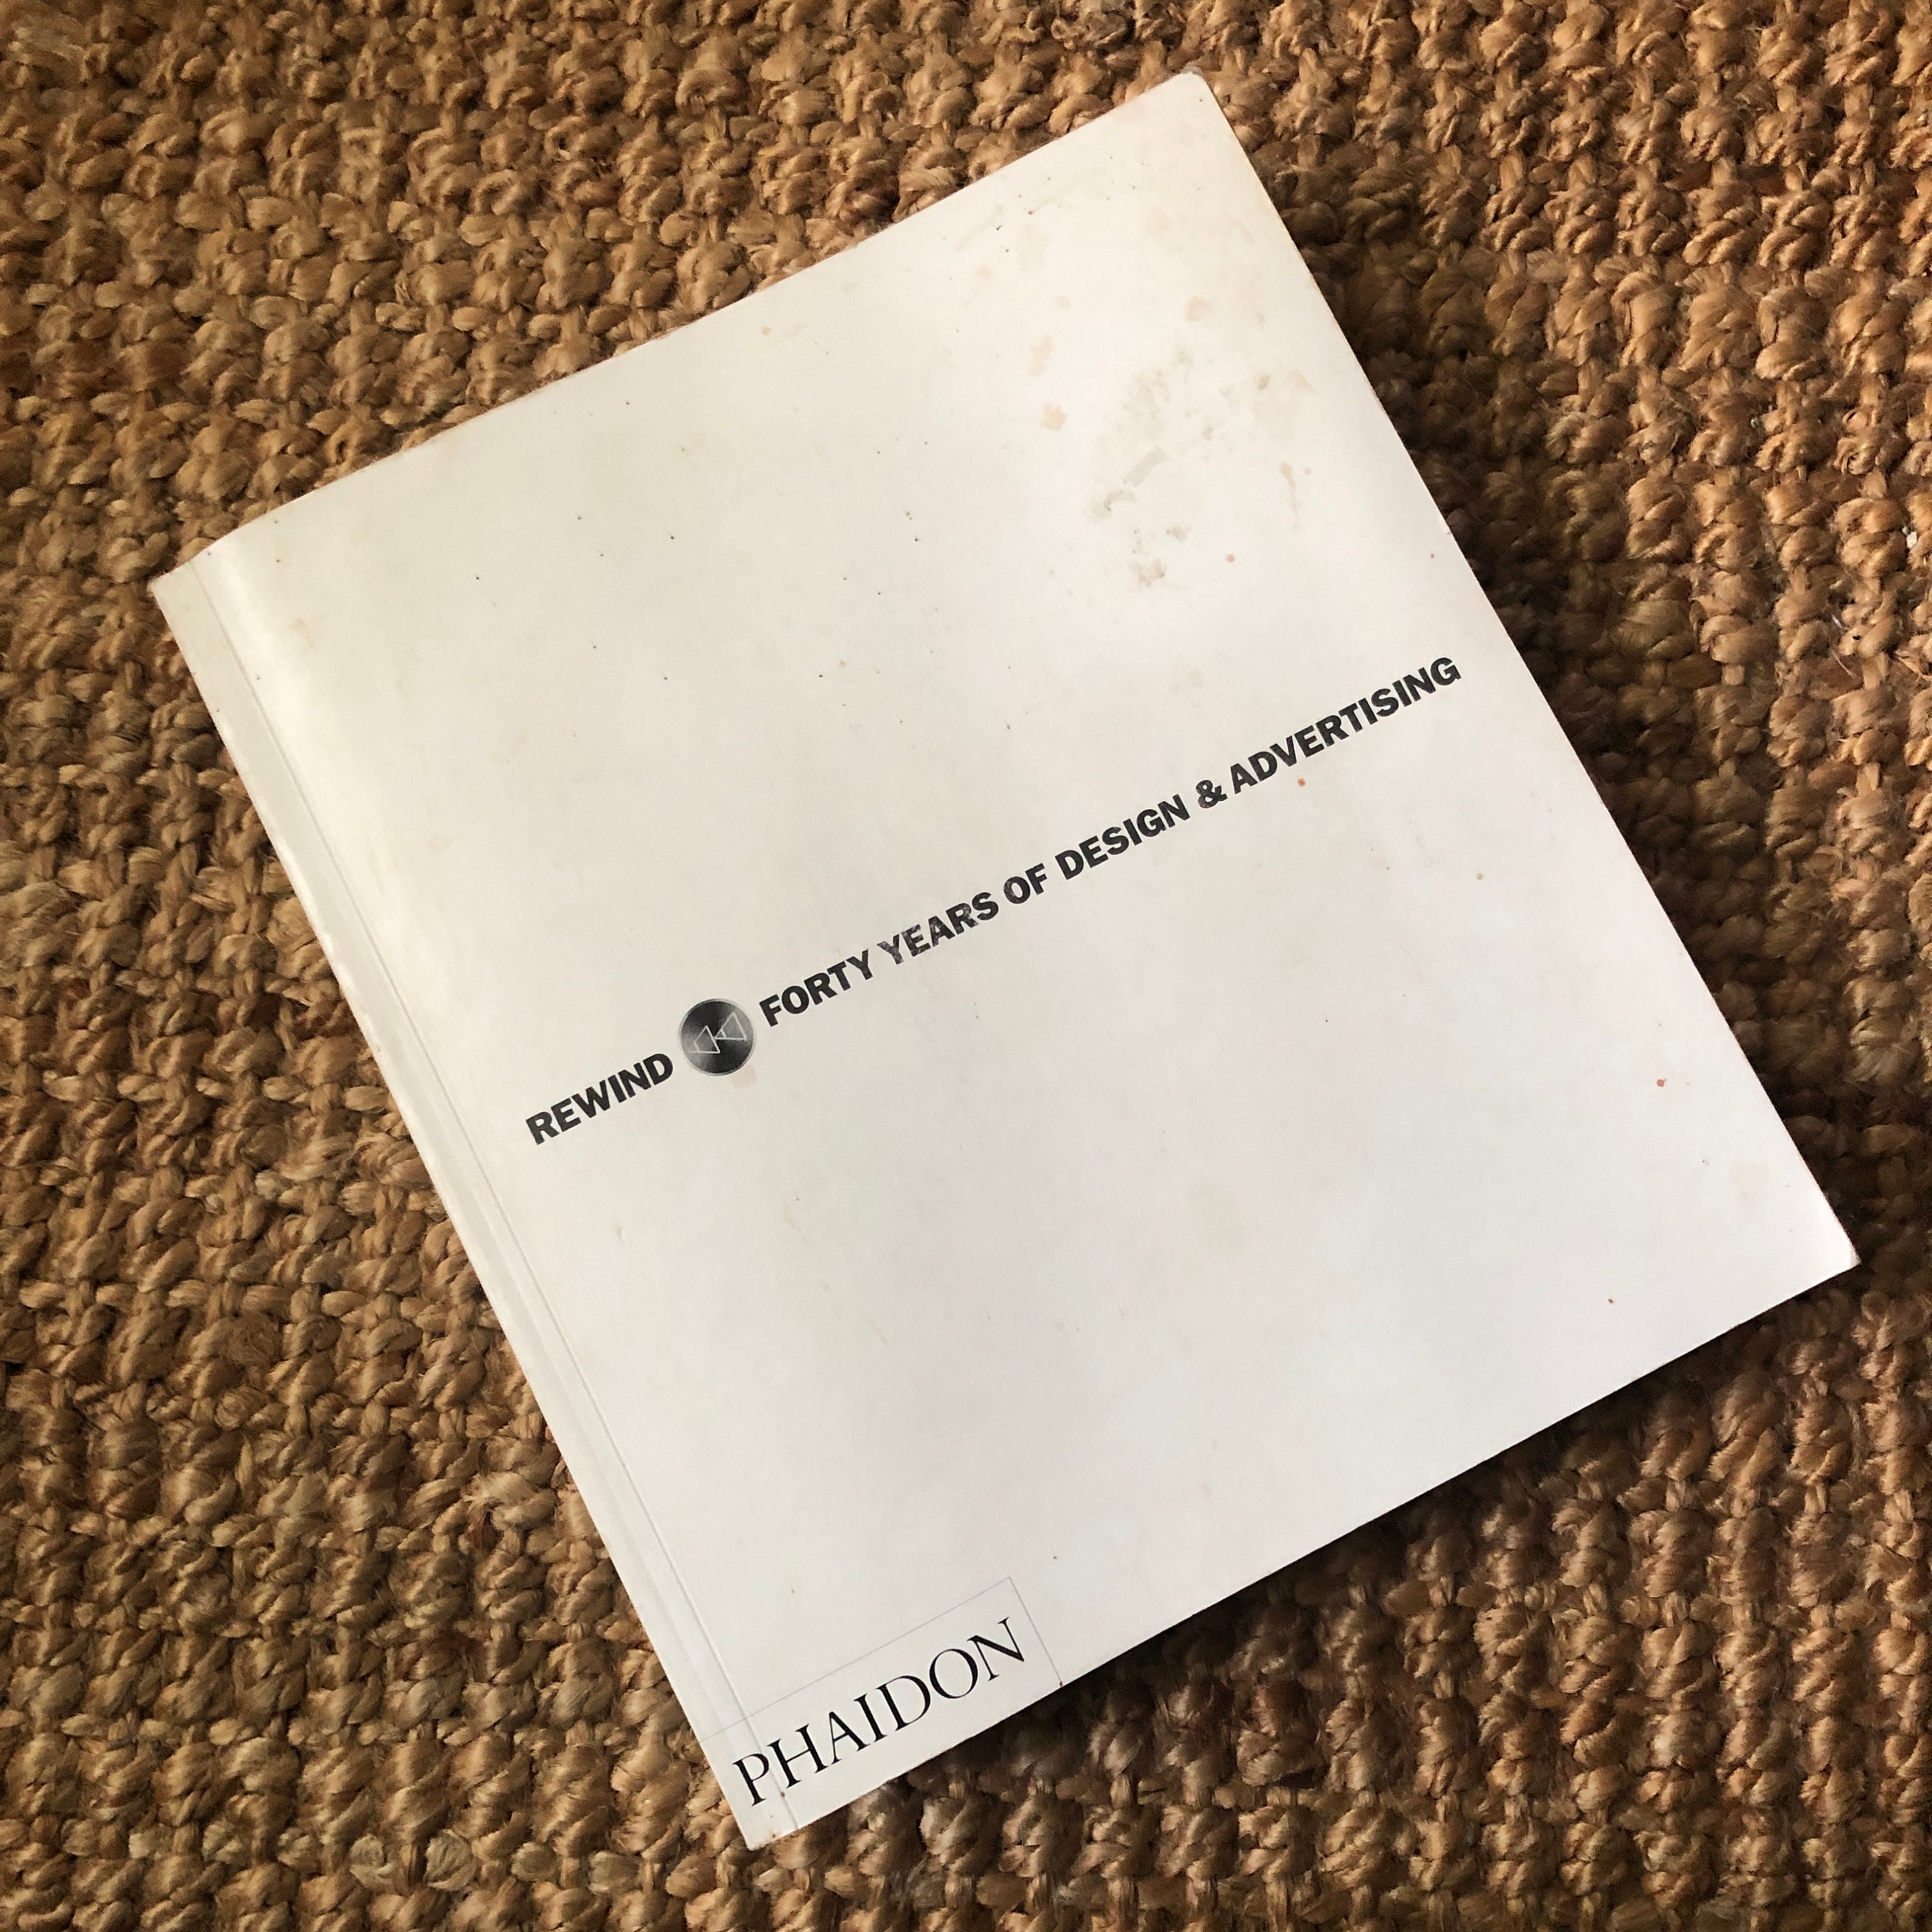 REWIND FORTY YEARS OF DESIGN & ADVERTISING
PHAIDON